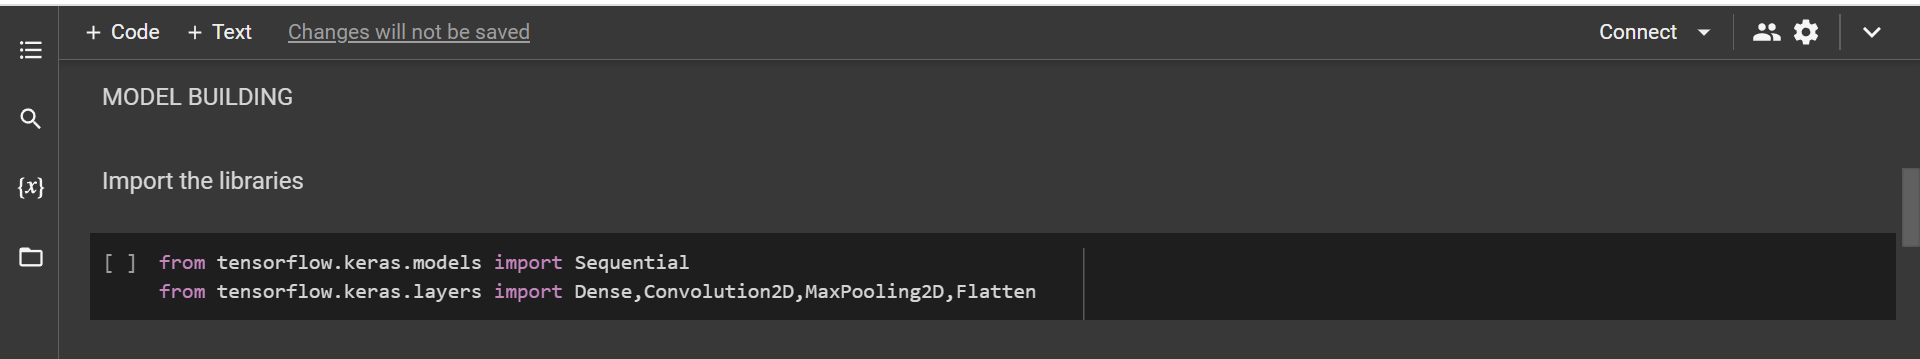 + Code + Text Changes will not be saved Connect
MODEL BUILDING
{x}
Import the libraries
[ ] from tensorflow.keras.models import Sequential
from tensorflow.keras.layers import Dense,Convolution2D,MaxPooling2D,Flatten